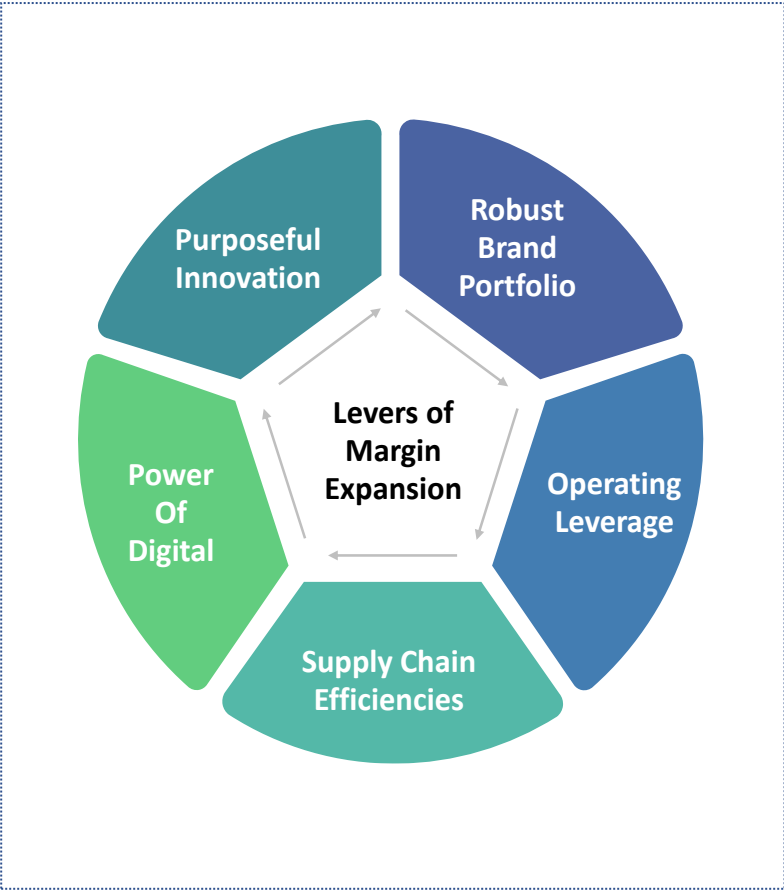 Purposeful
Innovation
Robust
Brand
Portfolio
Levers of
Margin
Expansion
Power
Of
Digital
Operating
Leverage
Supply Chain
Efficiencies